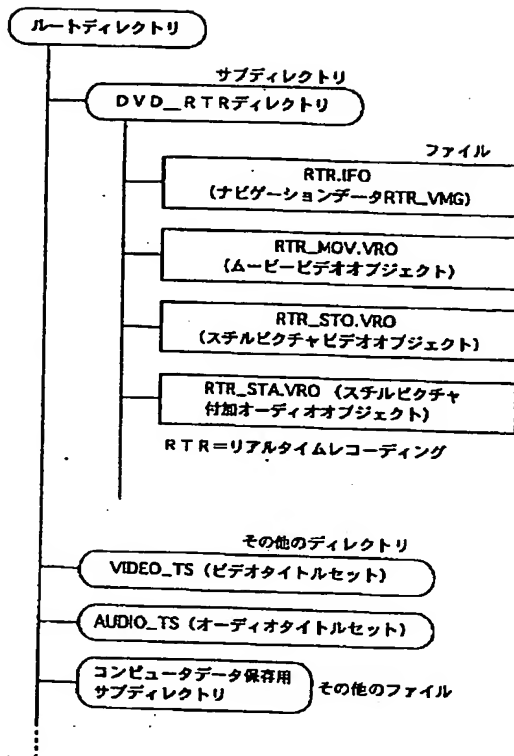 ルートディレクトリ
サブディレクトリ
DVD__RTRディレクトリ
ファイル
RTR.IFO
(ナビゲーションデータRTR_VMG)
RTR_MOV.VRO
(ムービービデオオブジェクト)
RTR_STO.VRO
(スチルピクチャビデオオブジェクト)
RTR_STA.VRO (スチルピクチャ
付加オーディオオブジェクト)
RTR=リアルタイムレコーディング
その他のディレクトリ
VIDEO_TS (ビデオタイトルセット)
AUDIO_TS (オーディオタイトルセット)
コンピュータデータ保存用
サブディレクトリ
その他のファイル